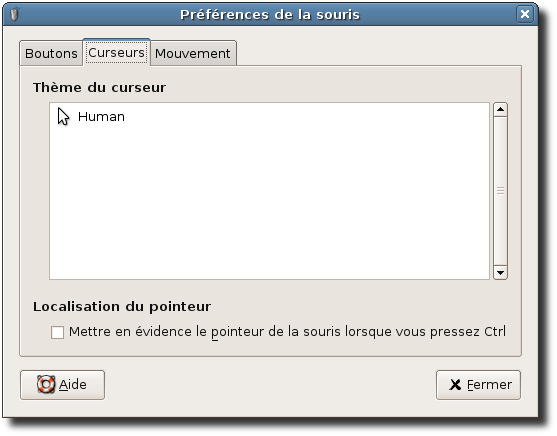 Préférences de la souris
Boutons Curseurs Mouvement
Thème du curseur
Human
Localisation du pointeur
Mettre en évidence le pointeur de la souris lorsque vous pressez Ctrl
Aide Fermer